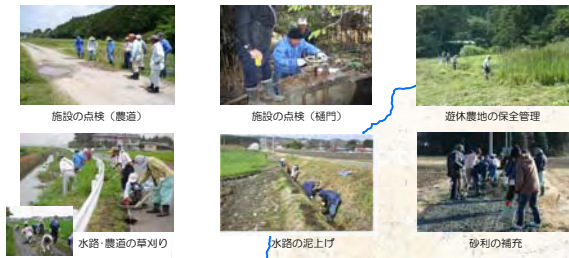 施設の点検（農道）
施設の点検（樋門）
遊休農地の保全管理
水路・農道の草刈り
水路の泥上げ
砂利の補充